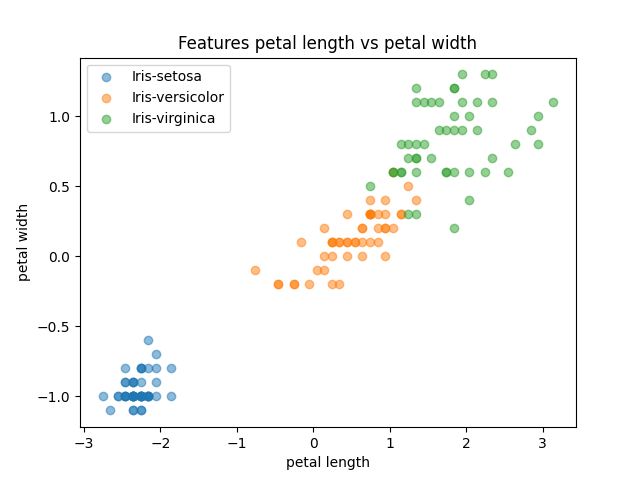 Features petal length vs petal width
Iris-setosa
Iris-versicolor
Iris-virginica
petal width
1.0
0.5
0.0
−0.5
−1.0
−3
−2
−1
0
1
2
3
petal length